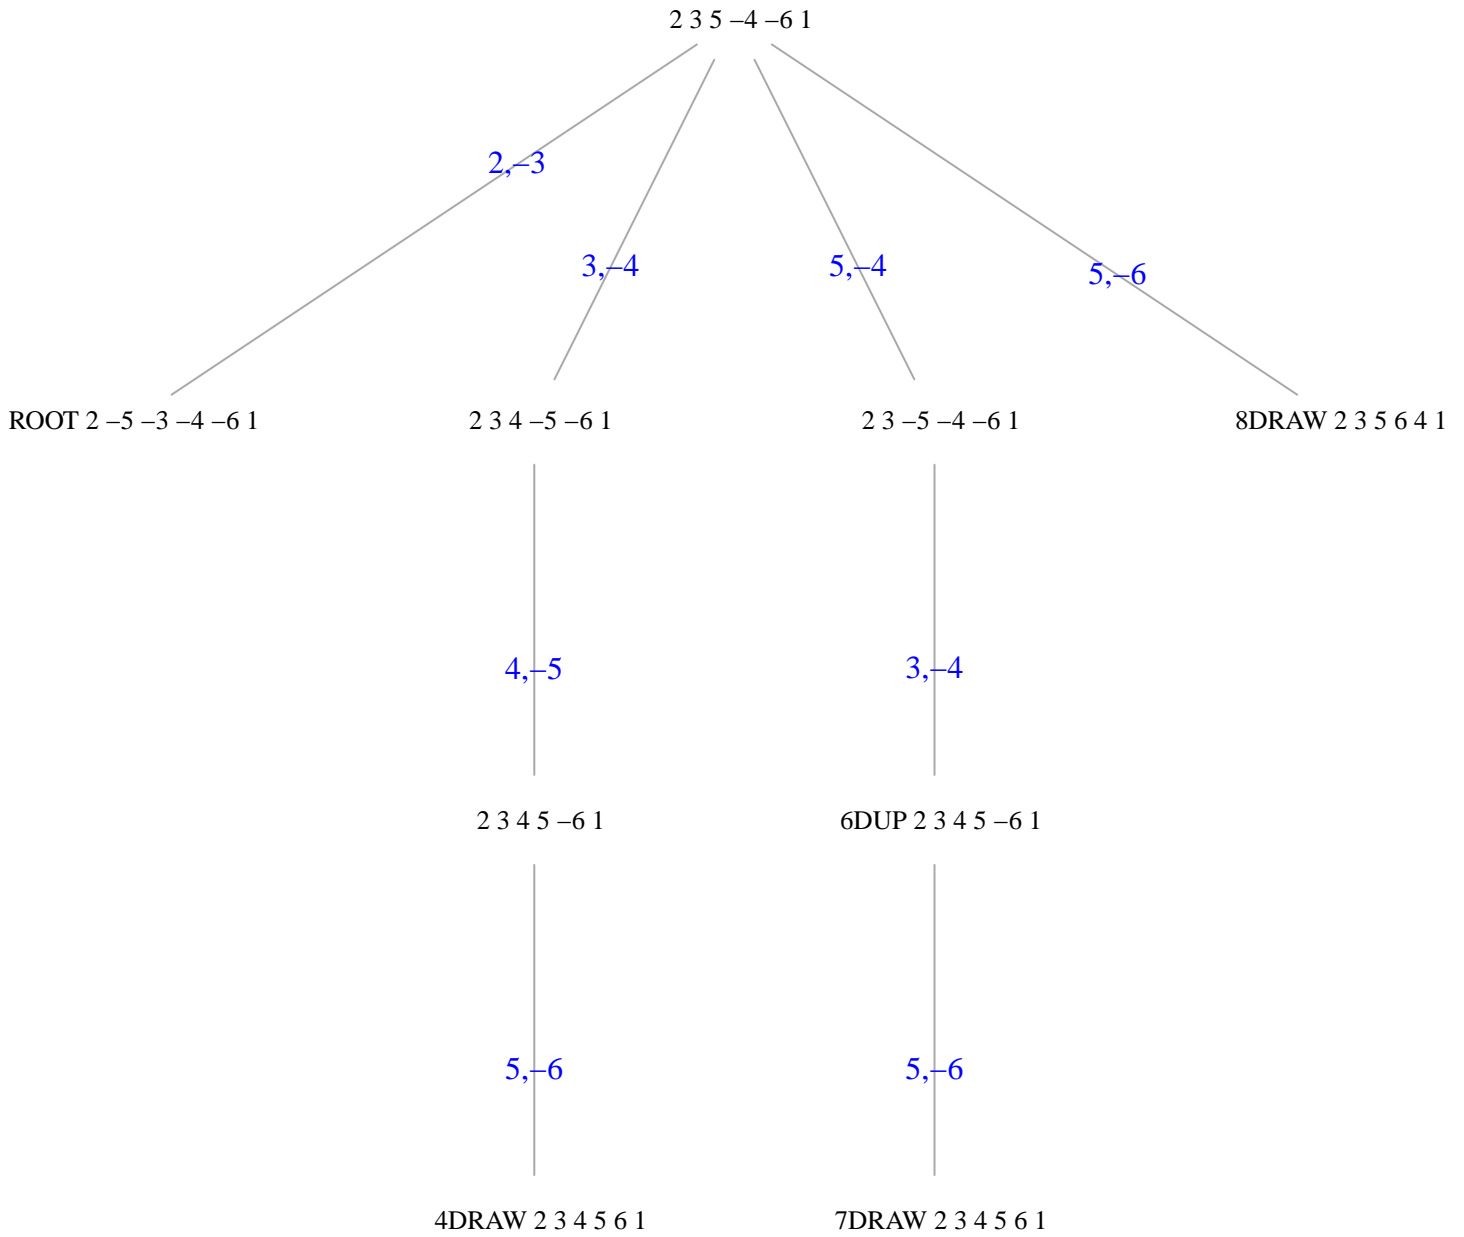 2 3 5 –4 –6 1
2,–3
3,–4
5,–4
5,–6
ROOT 2 –5 –3 –4 –6 1
2 3 4 –5 –6 1
2 3 –5 –4 –6 1
8DRAW 2 3 5 6 4 1
4,–5
3,–4
2 3 4 5 –6 1
6DUP 2 3 4 5 –6 1
5,–6
5,–6
4DRAW 2 3 4 5 6 1
7DRAW 2 3 4 5 6 1